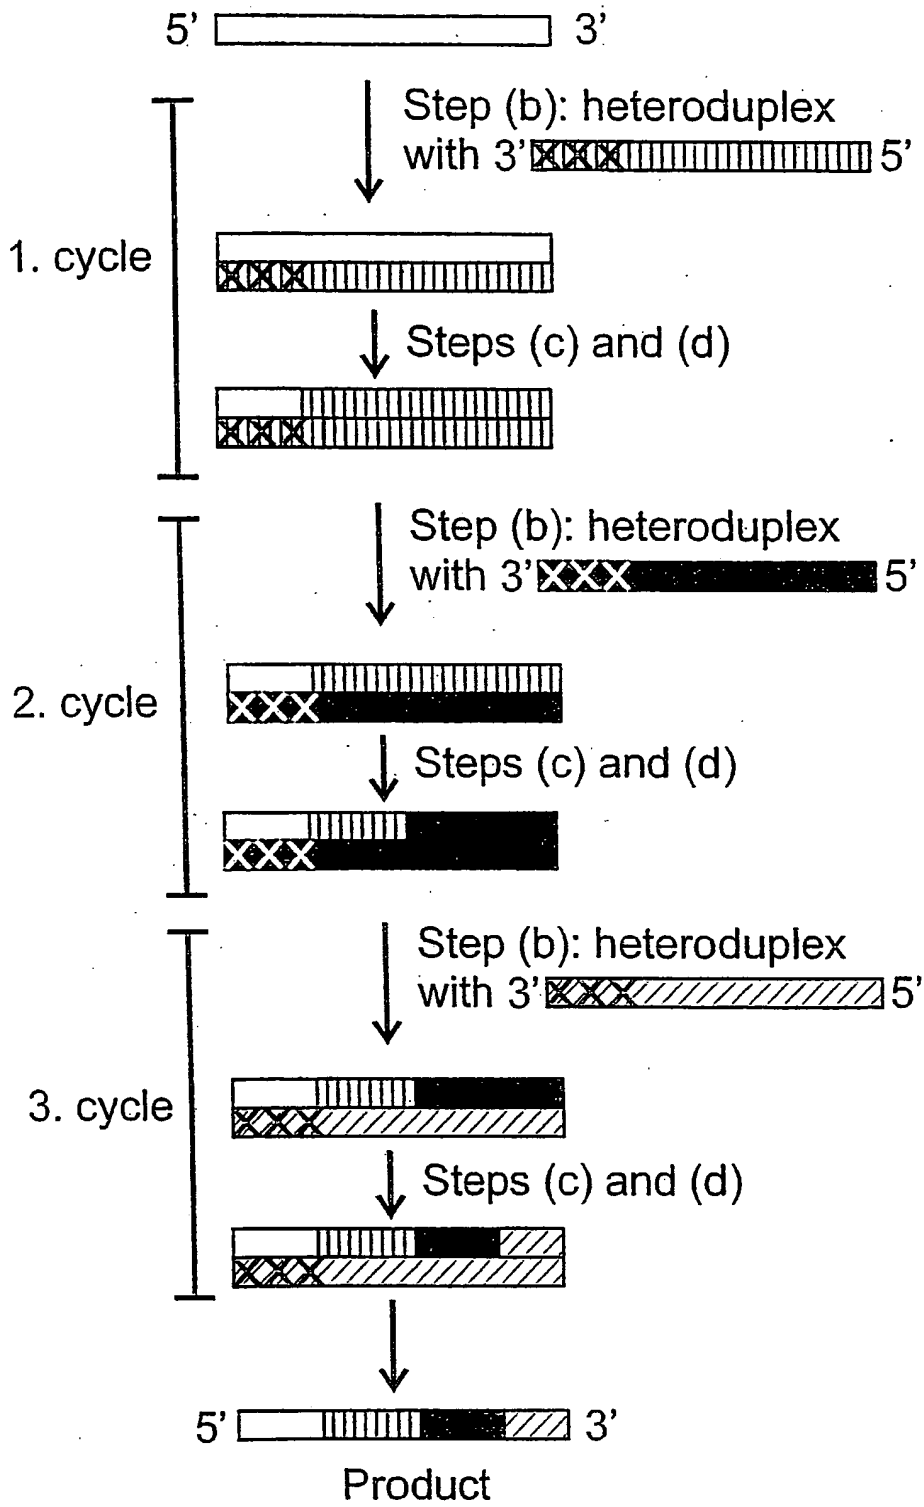 5’ 3’
Step (b): heteroduplex
with 3’ 5’
1. cycle
Steps (c) and (d)
Step (b): heteroduplex
with 3’ 5’
2. cycle
Steps (c) and (d)
Step (b): heteroduplex
with 3’ 5’
3. cycle
Steps (c) and (d)
5’ 3’
Product